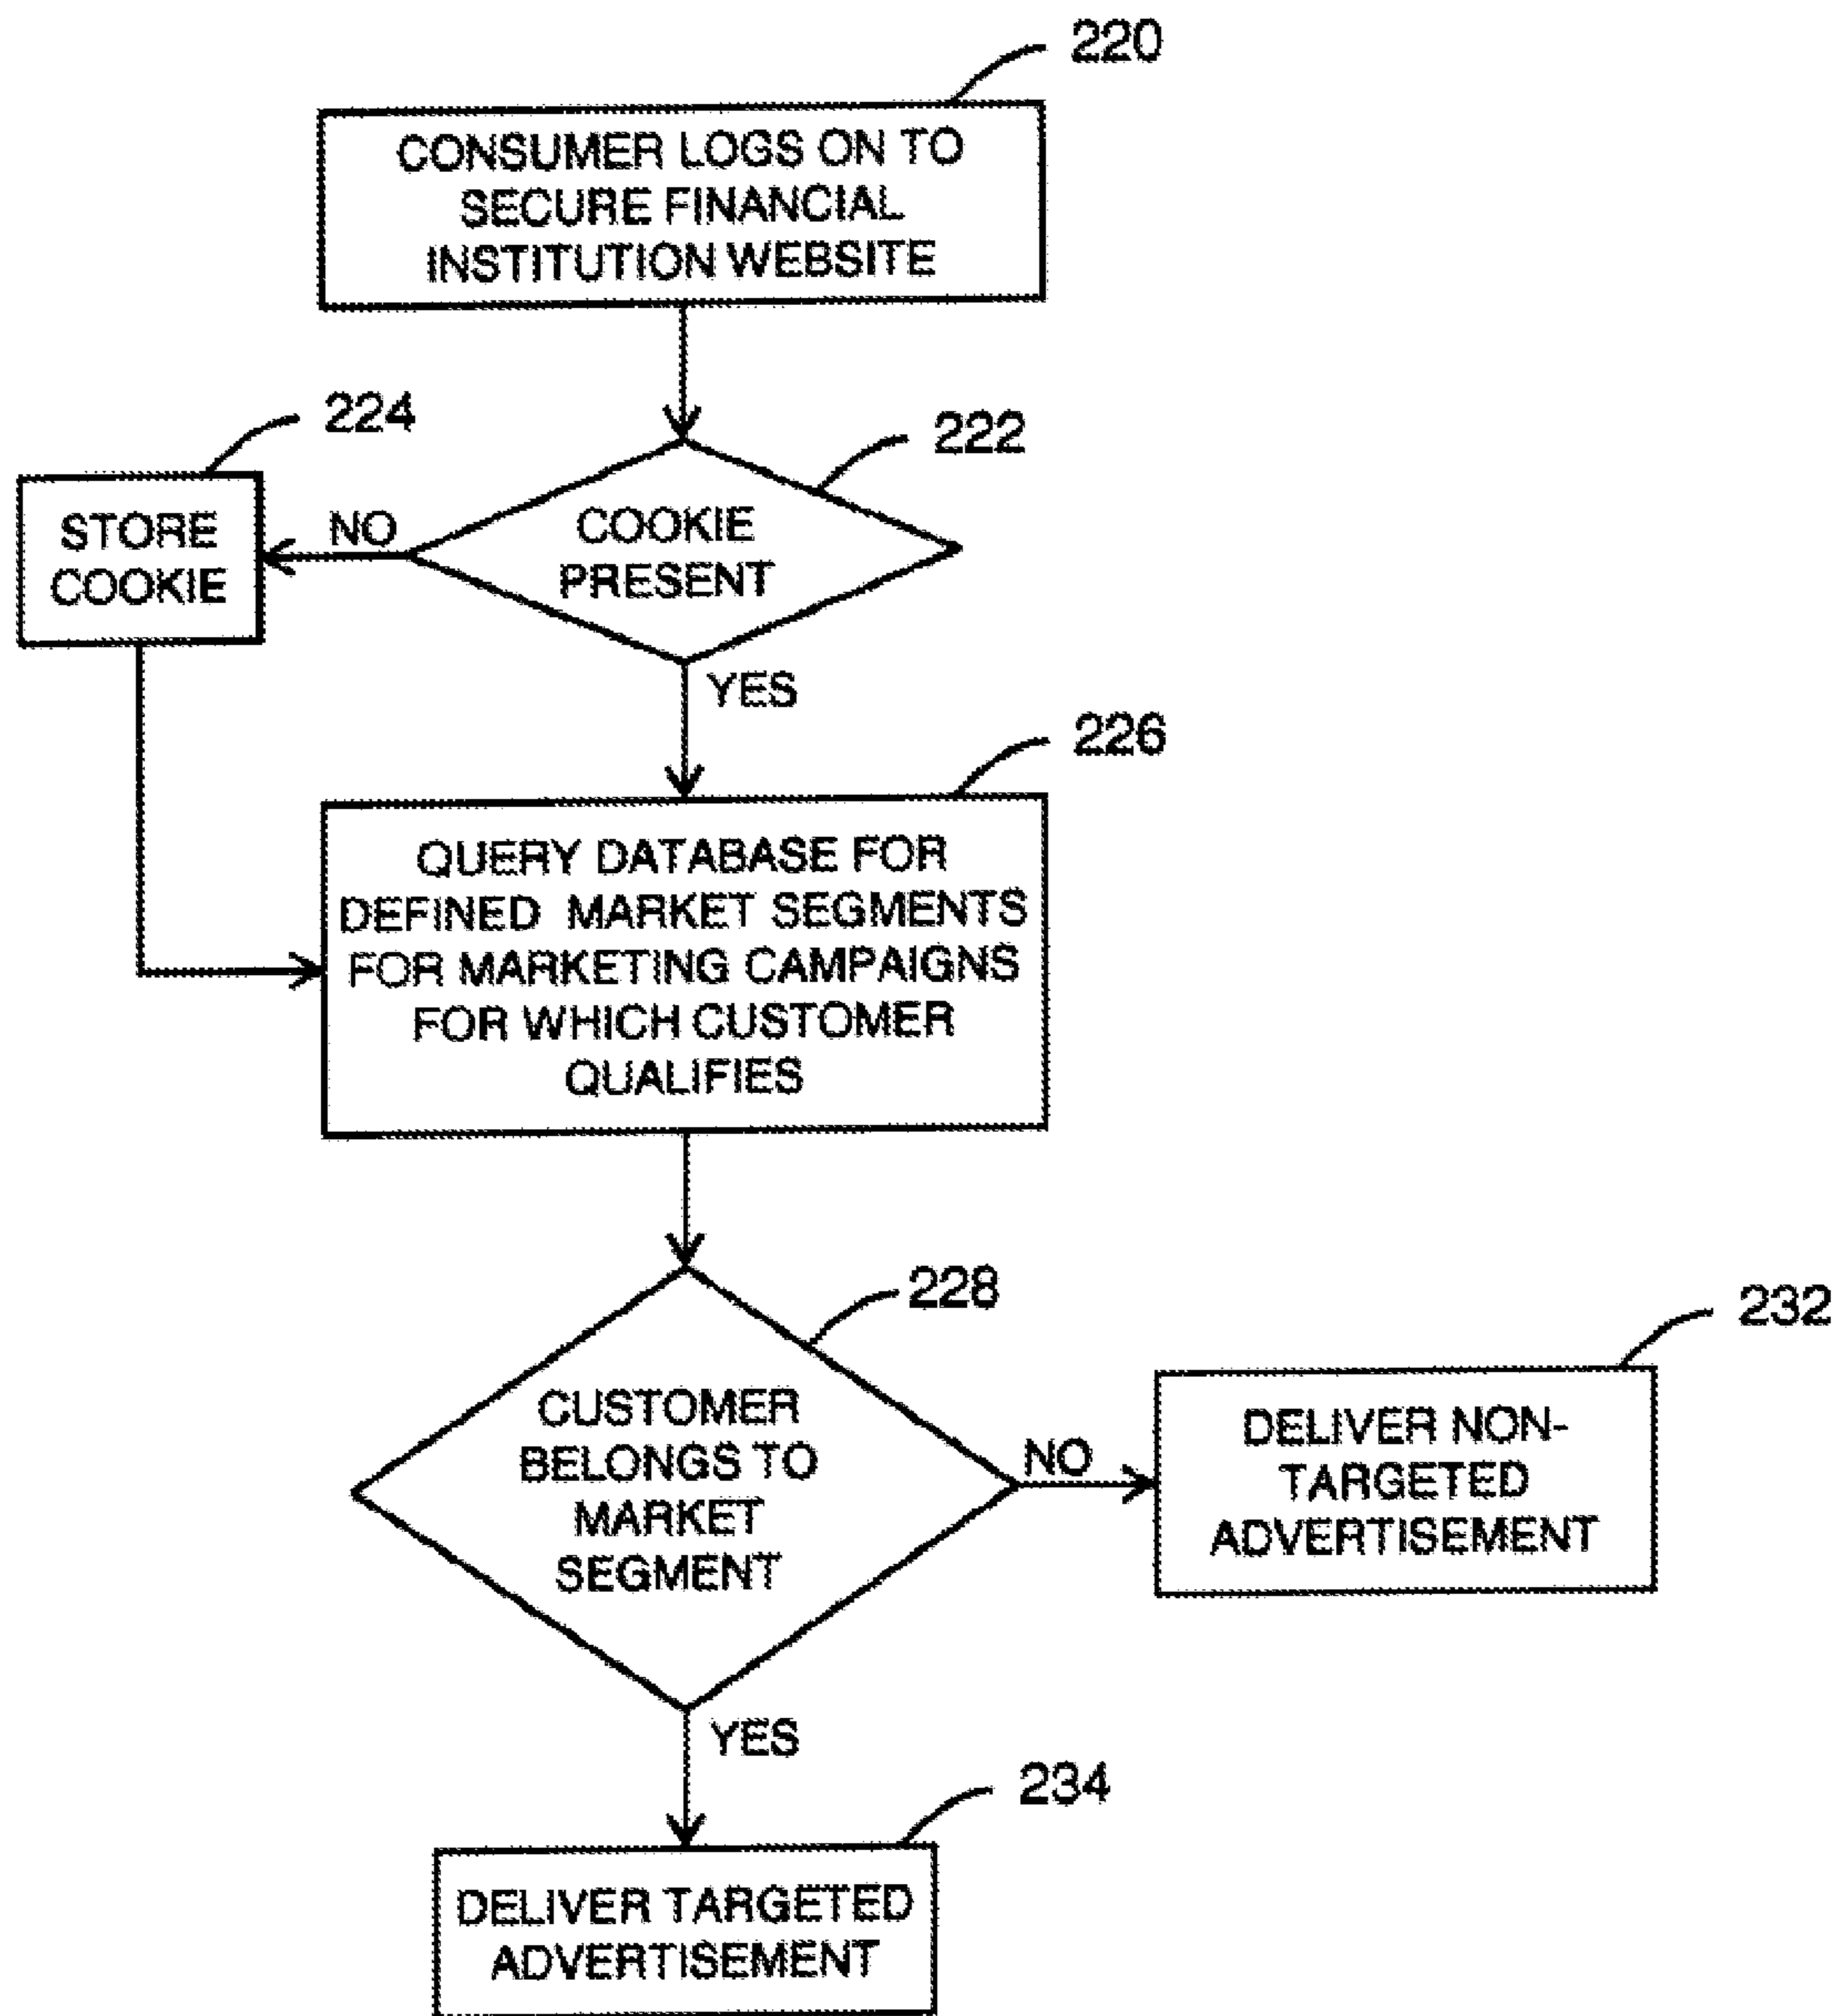 220
CONSUMER LOGS ON TO
SECURE FINANCIAL
INSTITUTION WEBSITE
224
222
STORE
COOKIE
NO
COOKIE
PRESENT
YES
226
QUERY DATABASE FOR
DEFINED MARKET SEGMENTS
FOR MARKETING CAMPAIGNS
FOR WHICH CUSTOMER
QUALIFIES
228
232
CUSTOMER
BELONGS TO
MARKET
SEGMENT
NO
DELIVER NON-
TARGETED
ADVERTISEMENT
YES
234
DELIVER TARGETED
ADVERTISEMENT